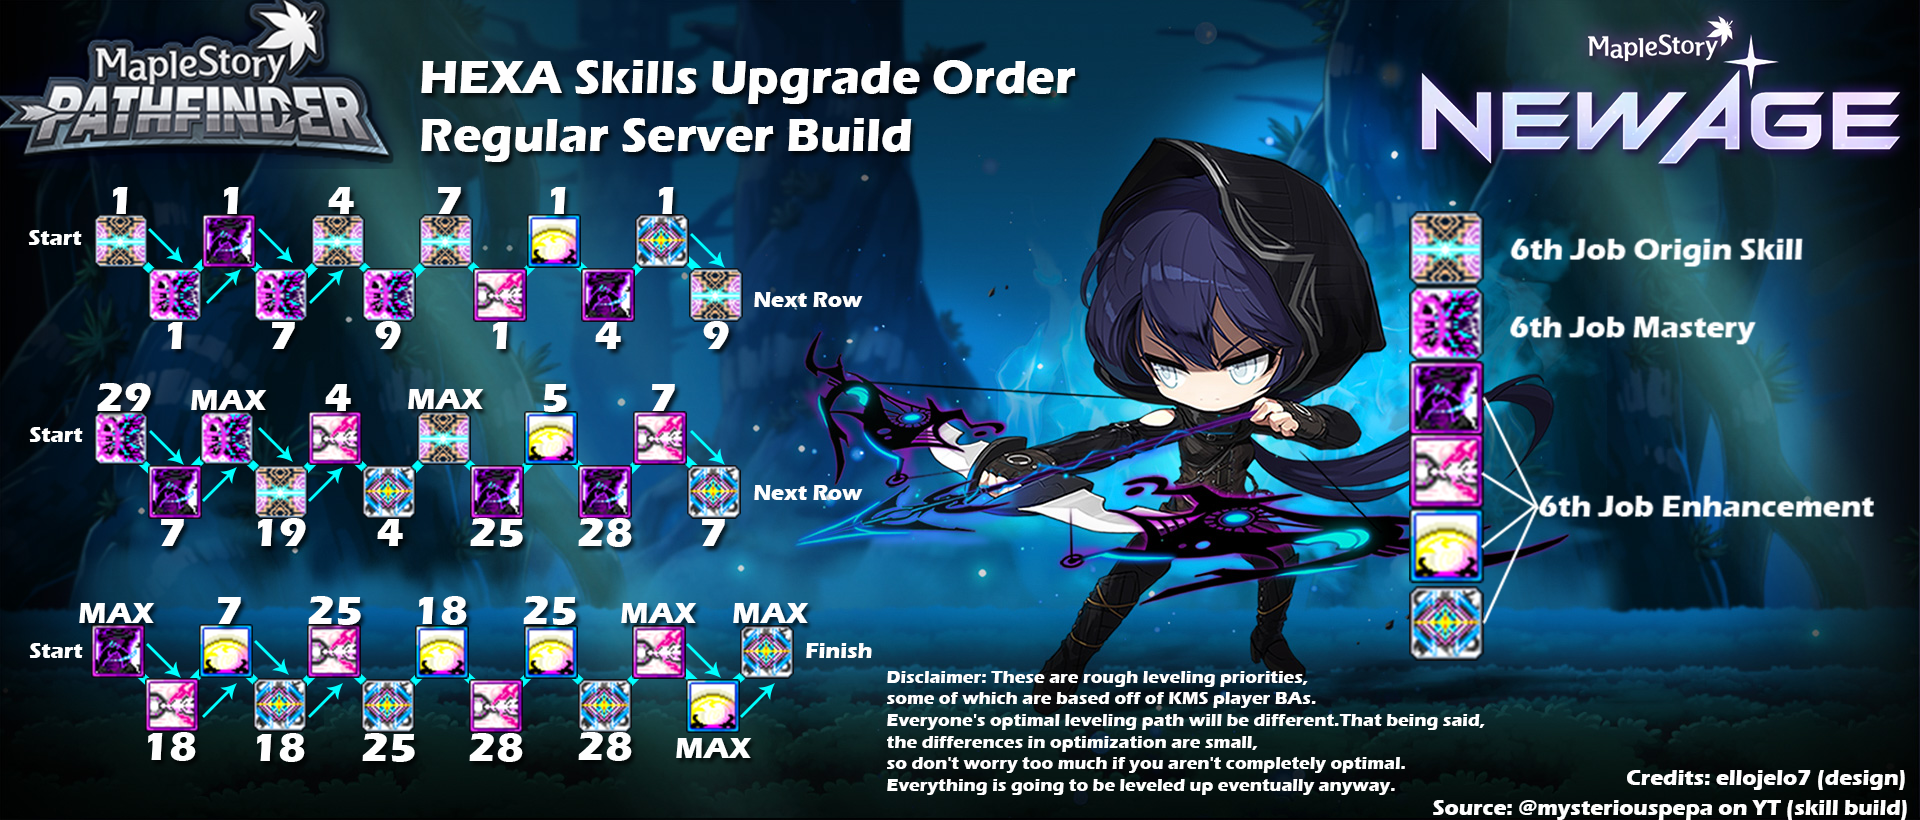 MapleStory
PATHFINDER
HEXA Skills Upgrade Order
Regular Server Build
MapleStory
NEW AGE
1 1 4 7 1 1
Start
Next Row
1 7 9 1 4 9
29 MAX 4 MAX 5 7
Start
Next Row
7 19 4 25 28 7
MAX 7 25 18 25 MAX MAX
Start
Finish
18 18 25 28 28 MAX
6th Job Origin Skill
6th Job Mastery
6th Job Enhancement
Disclaimer: These are rough leveling priorities,
some of which are based off of KMS player BAs.
Everyone's optimal leveling path will be different.That being said,
the differences in optimization are small,
so don't worry too much if you aren't completely optimal.
Everything is going to be leveled up eventually anyway.
Credits: ellojelo7 (design)
Source: @mysteriouspepa on YT (skill build)